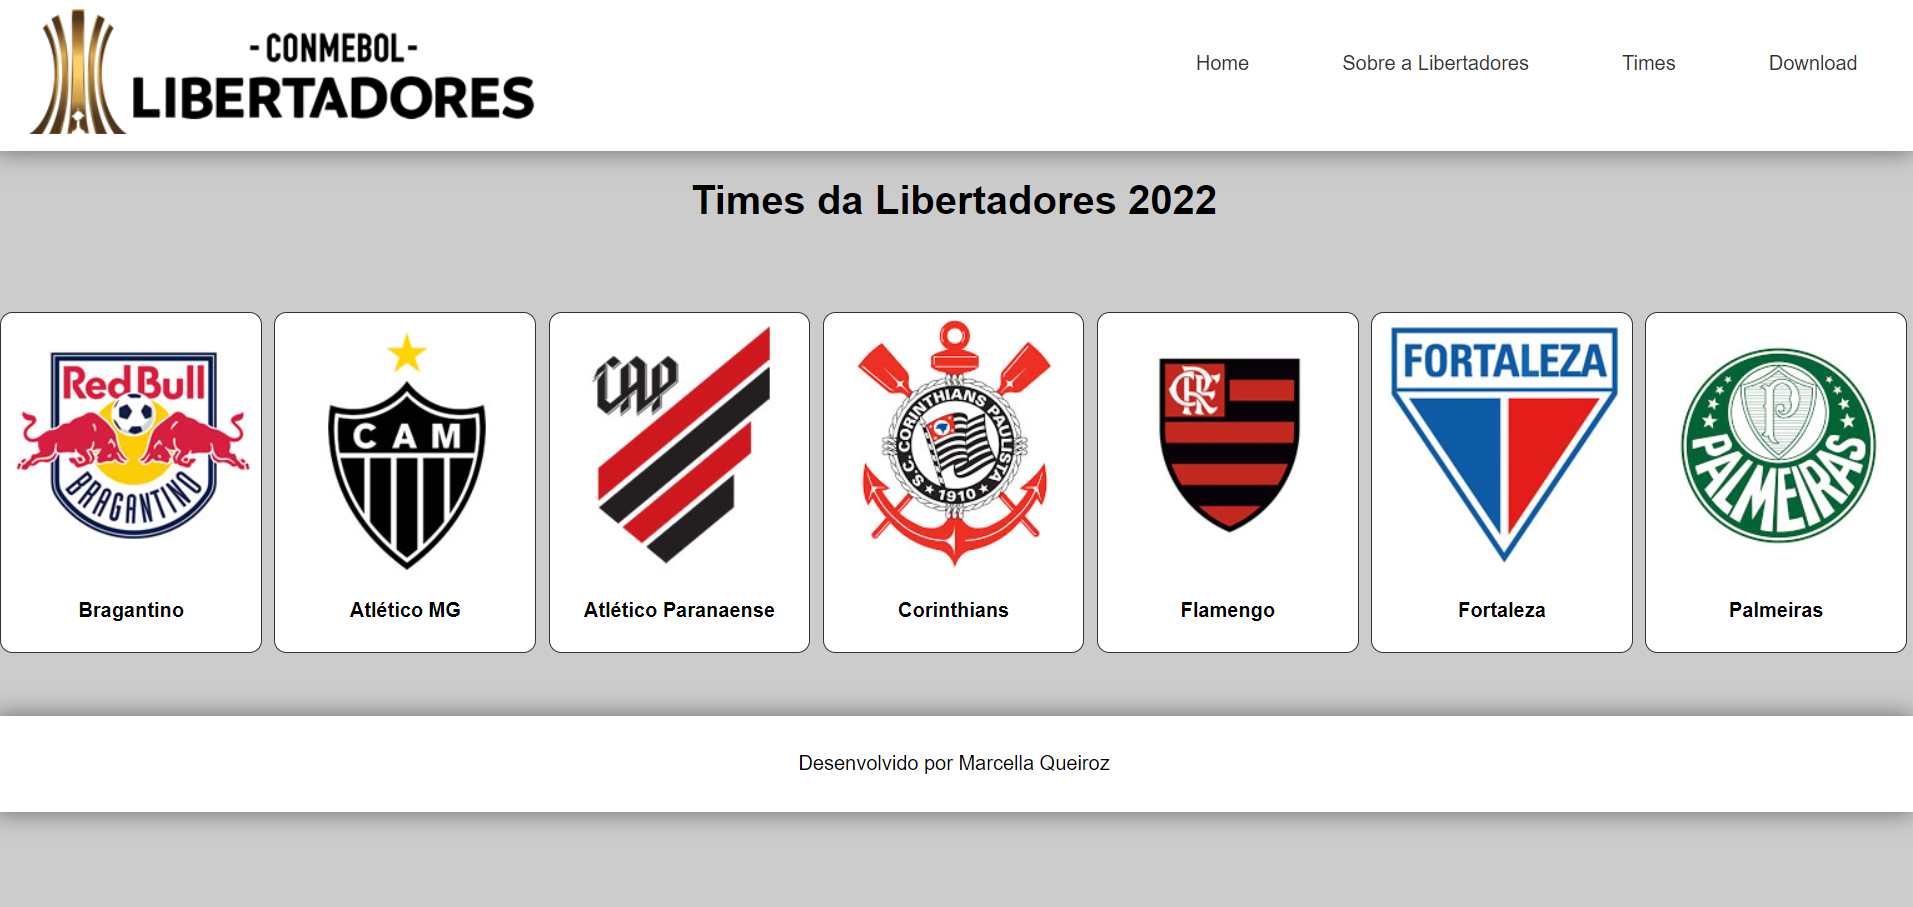 -CONMEBOL-
LIBERTADORES
Home
Sobre a Libertadores
Times
Download
Times da Libertadores 2022
Red Bull
BRAGANTINO
CAM
CAP
S.C. CORINTHIANS PAULISTA
1910
CRF
FORTALEZA
P
PALMEIRAS
Bragantino
Atlético MG
Atlético Paranaense
Corinthians
Flamengo
Fortaleza
Palmeiras
Desenvolvido por Marcella Queiroz